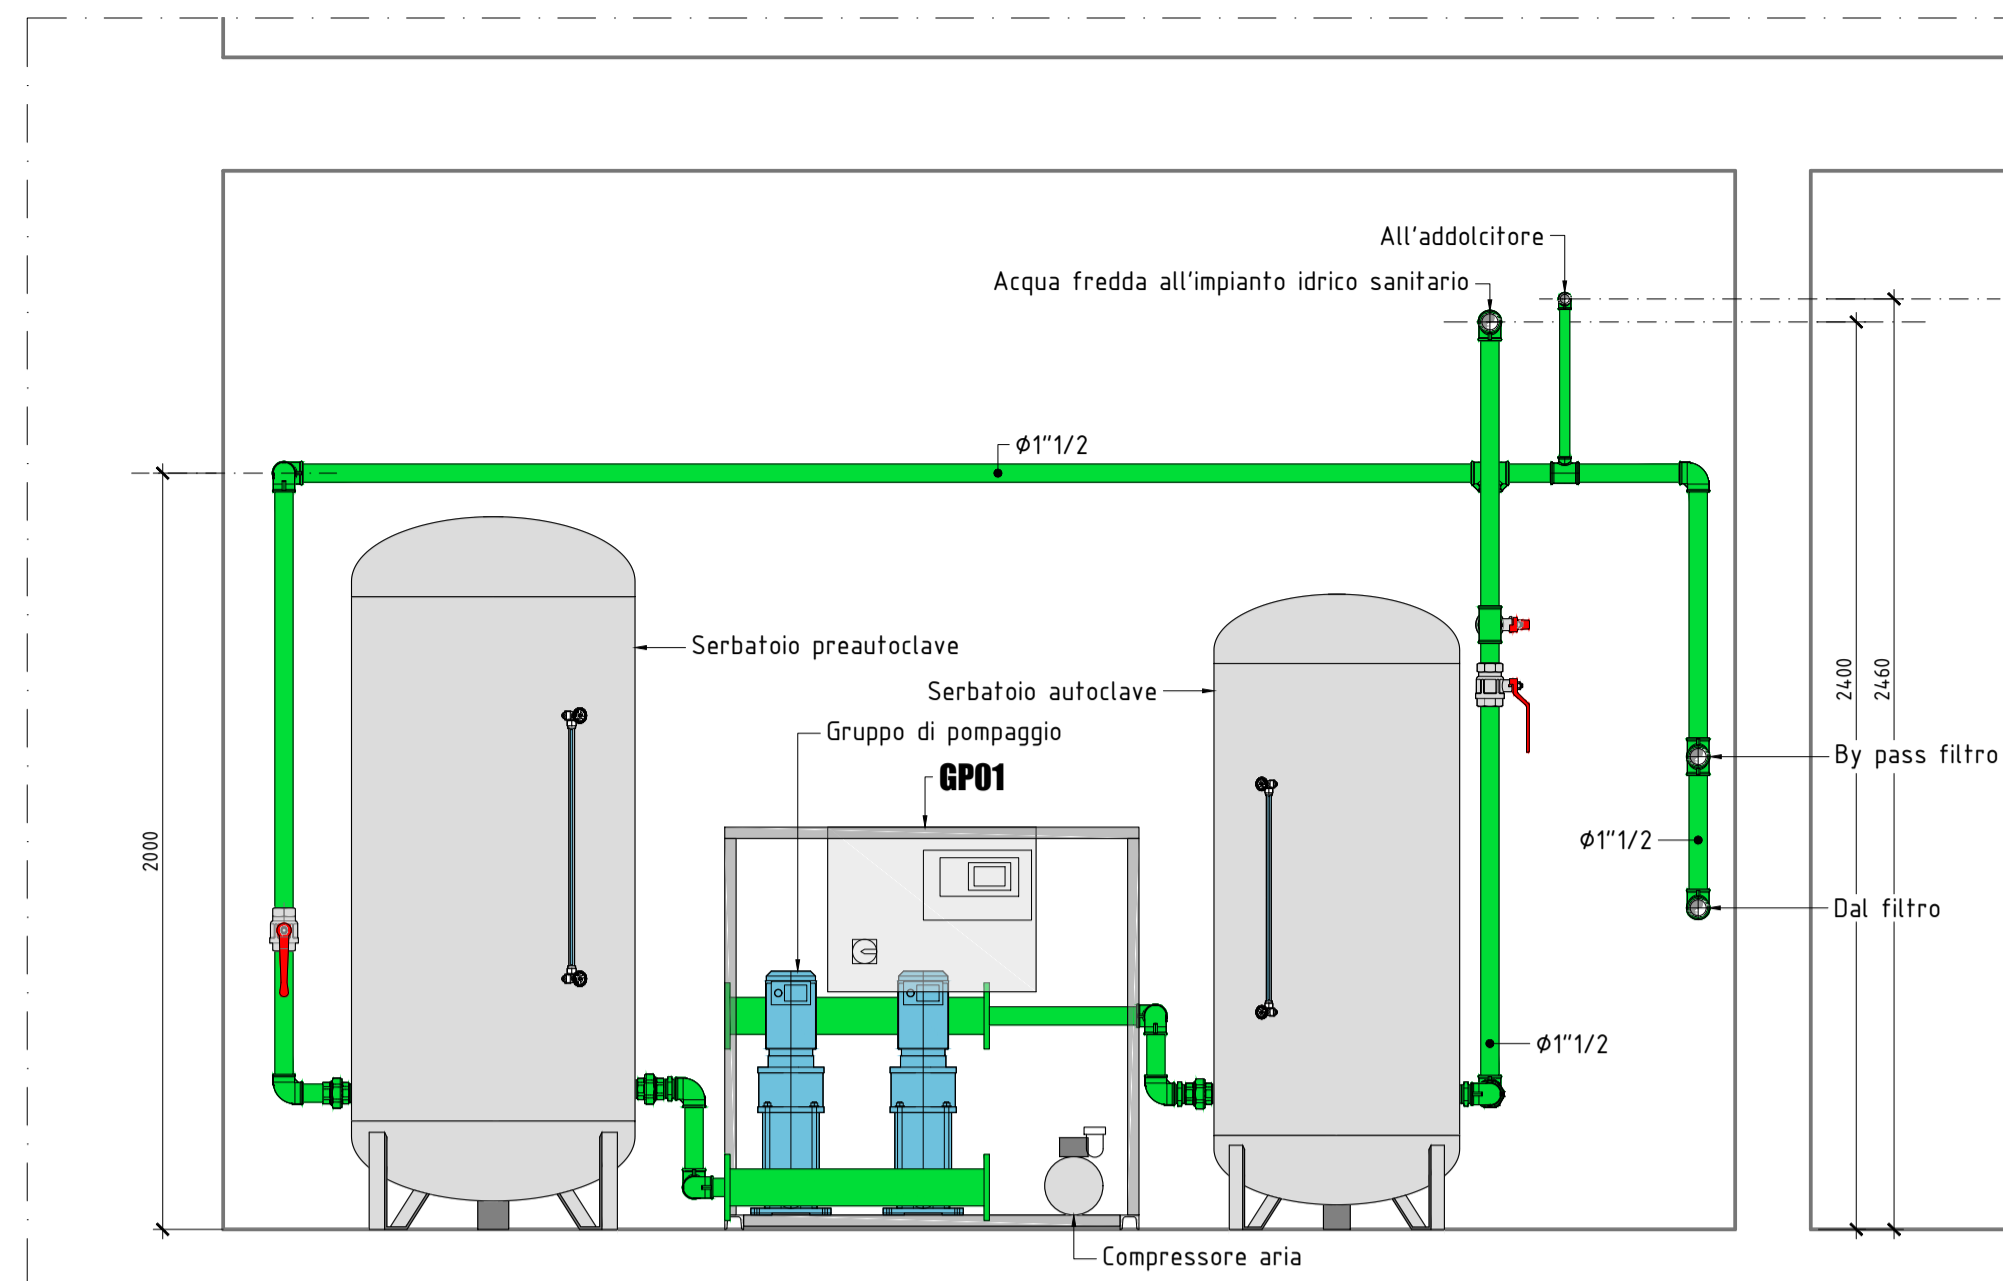 All'addolcitore
Acqua fredda all'impianto idrico sanitario
Ø1"1/2
Serbatoio preautoclave
Serbatoio autoclave
2400
2460
Gruppo di pompaggio
By pass filtro
GP01
2000
Ø1"1/2
Dal filtro
Ø1"1/2
Compressore aria